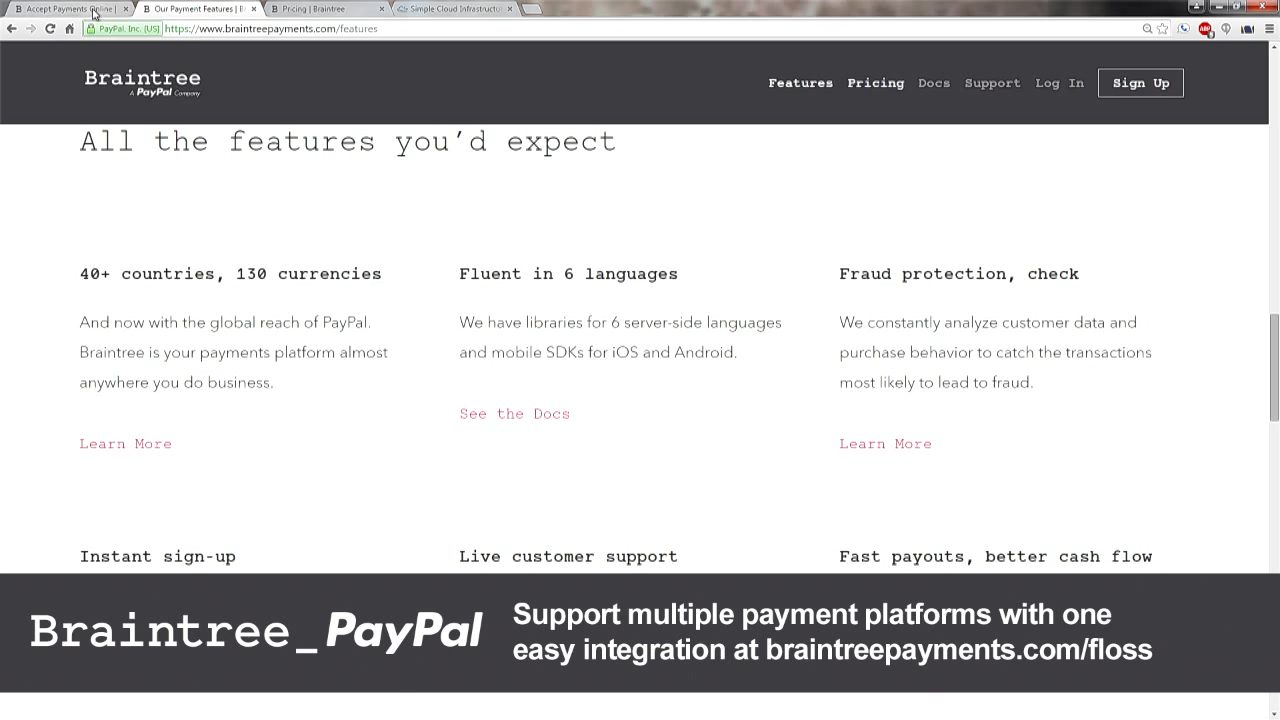 Accept Payments Online |
Our Payment Features | B
Pricing | Braintree
Simple Cloud Infrastructur
PayPal, Inc. [US]
https://www.braintreepayments.com/features
ABP
Braintree
A PayPal Company
Features
Pricing
Docs
Support
Log In
Sign Up
All the features you'd expect
40+ countries, 130 currencies
And now with the global reach of PayPal.
Braintree is your payments platform almost
anywhere you do business.
Learn More
Fluent in 6 languages
We have libraries for 6 server-side languages
and mobile SDKs for iOS and Android.
See the Docs
Fraud protection, check
We constantly analyze customer data and
purchase behavior to catch the transactions
most likely to lead to fraud.
Learn More
Instant sign-up
Live customer support
Fast payouts, better cash flow
Braintree_PayPal
Support multiple payment platforms with one
easy integration at braintreepayments.com/floss